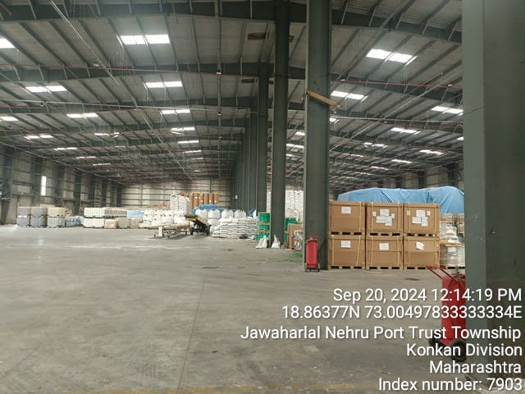 Sep 20, 2024 12:14:19 PM
18.86377N 73.00497833333334E
Jawaharlal Nehru Port Trust Township
Konkan Division
Maharashtra
Index number: 7903